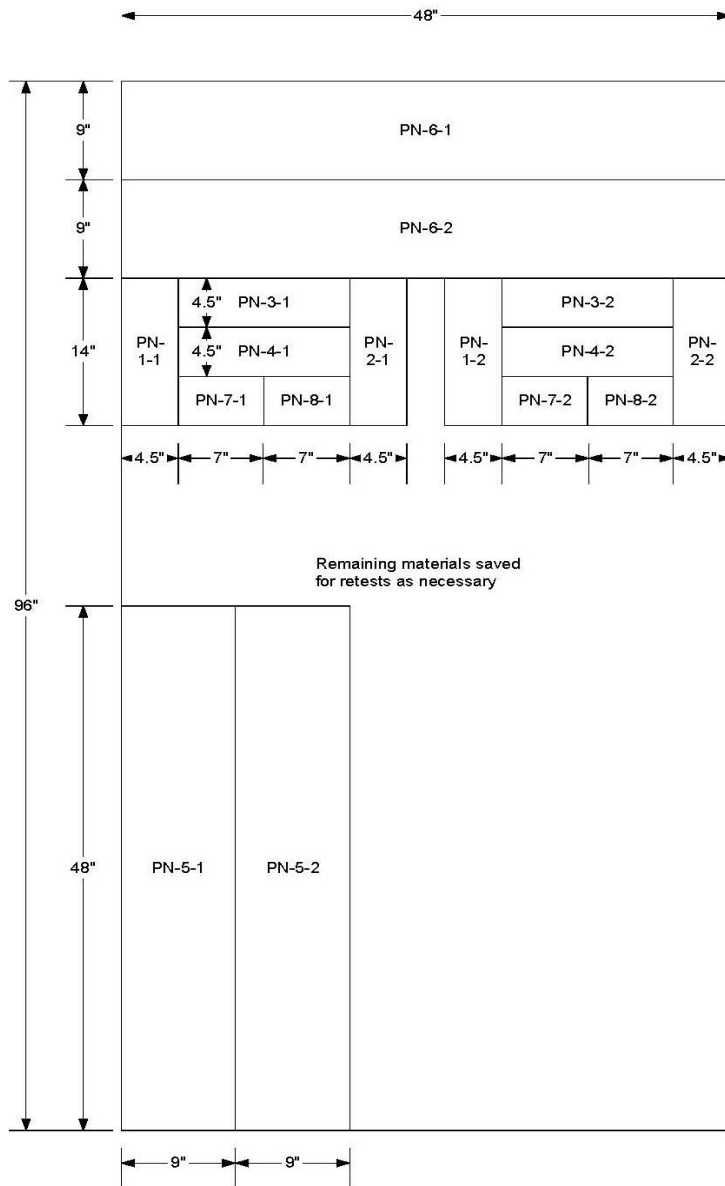 48"
9"
PN-6-1
9"
PN-6-2
14"
PN-
1-1
4.5"
PN-3-1
4.5"
PN-4-1
PN-7-1
PN-8-1
PN-
2-1
PN-
1-2
PN-3-2
PN-4-2
PN-7-2
PN-8-2
PN-
2-2
4.5"
7"
7"
4.5"
4.5"
7"
7"
4.5"
Remaining materials saved
for retests as necessary
96"
48"
PN-5-1
PN-5-2
9"
9"